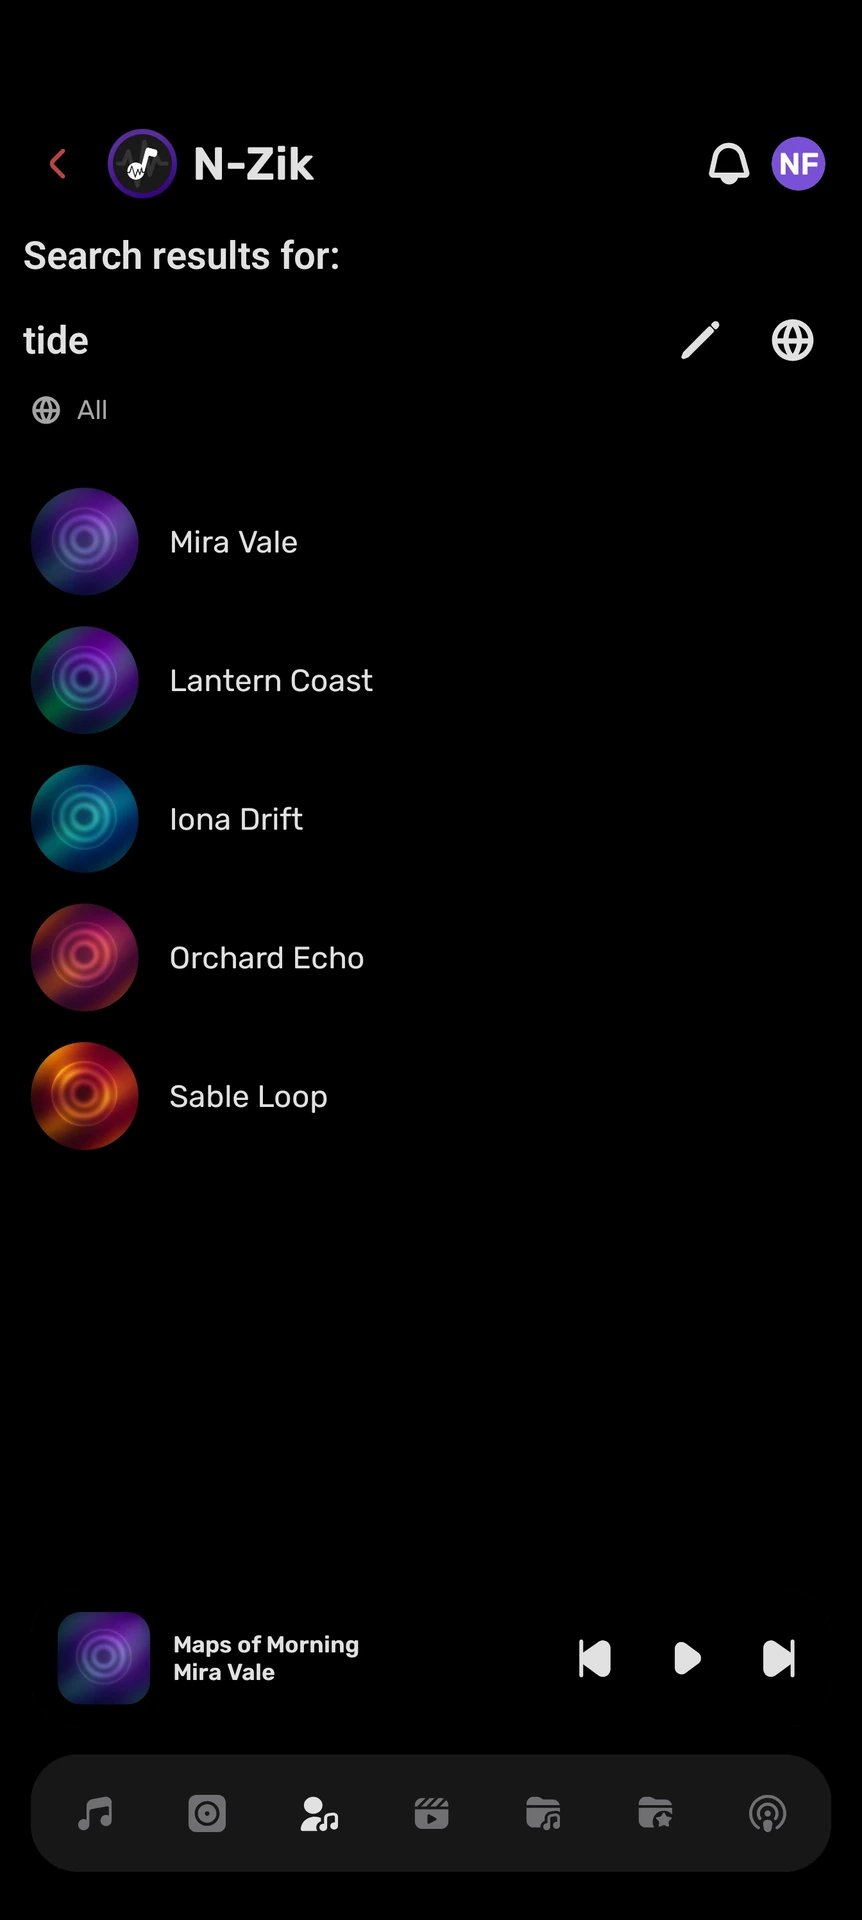 N-Zik
NF
Search results for:
tide
All
Mira Vale
Lantern Coast
Iona Drift
Orchard Echo
Sable Loop
Maps of Morning
Mira Vale